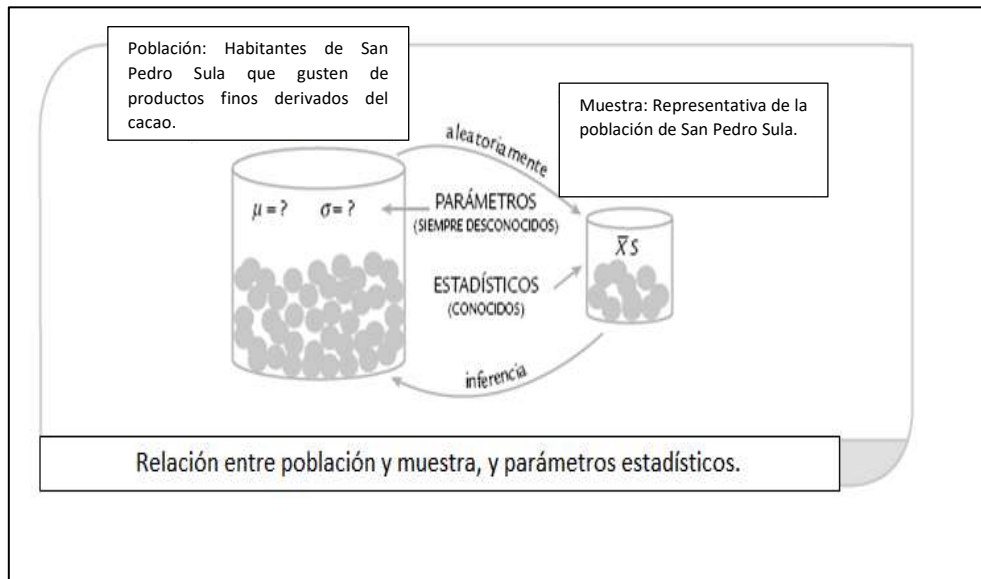 Población: Habitantes de San
Pedro Sula que gusten de
productos finos derivados del
cacao.
Muestra: Representativa de la
población de San Pedro Sula.
aleatoriamente
μ = ? σ = ?
PARÁMETROS
(SIEMPRE DESCONOCIDOS)
X̅ S
ESTADÍSTICOS
(CONOCIDOS)
inferencia
Relación entre población y muestra, y parámetros estadísticos.